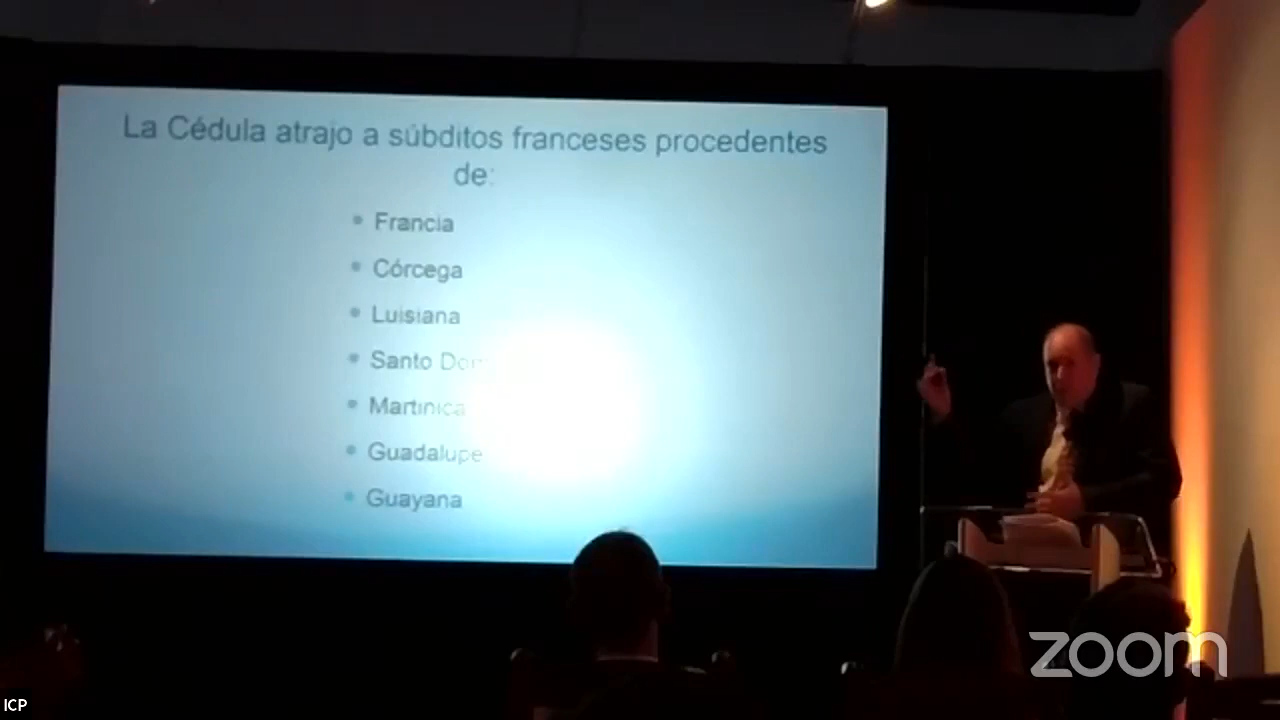 La Cédula atrajo a súbditos franceses procedentes
de:
• Francia
• Córcega
• Luisiana
• Santo
• Martinica
• Guadalupe
• Guayana
zoom
ICP